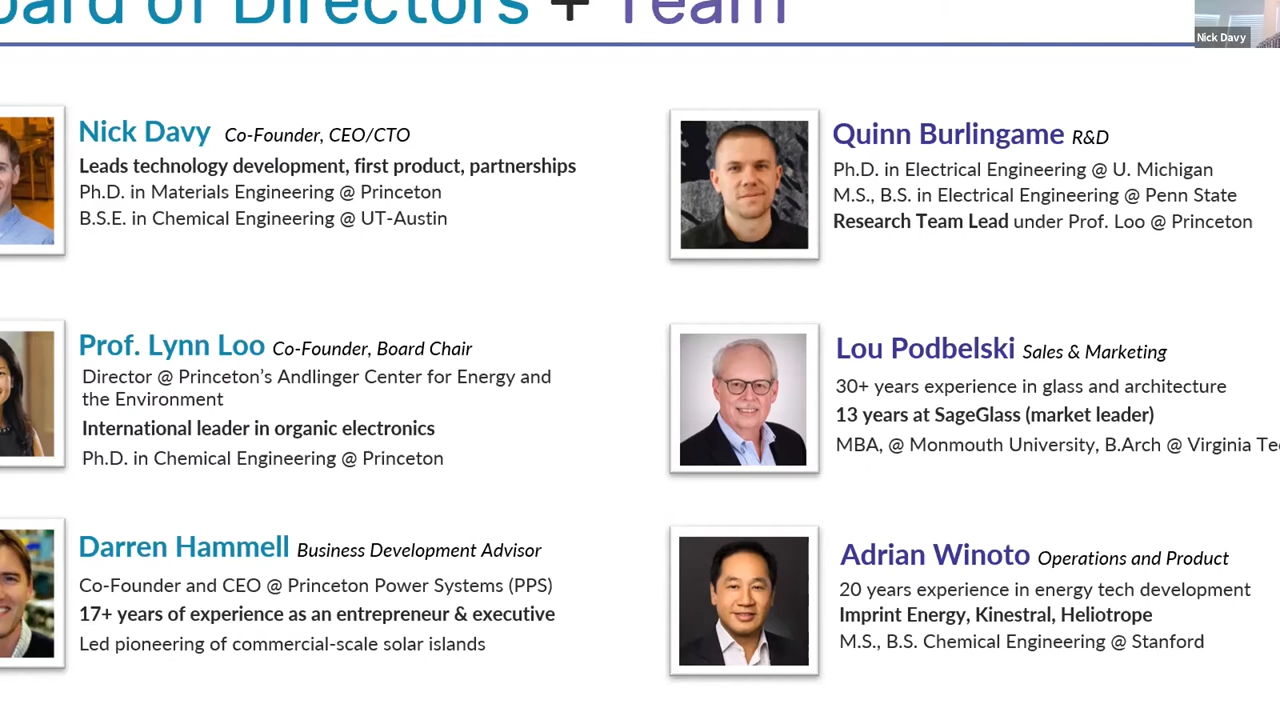 ard of Directors + Team
Nick Davy
Nick Davy Co-Founder, CEO/CTO
Leads technology development, first product, partnerships
Ph.D. in Materials Engineering @ Princeton
B.S.E. in Chemical Engineering @ UT-Austin
Quinn Burlingame R&D
Ph.D. in Electrical Engineering @ U. Michigan
M.S., B.S. in Electrical Engineering @ Penn State
Research Team Lead under Prof. Loo @ Princeton
Prof. Lynn Loo Co-Founder, Board Chair
Director @ Princeton's Andlinger Center for Energy and
the Environment
International leader in organic electronics
Ph.D. in Chemical Engineering @ Princeton
Lou Podbelski Sales & Marketing
30+ years experience in glass and architecture
13 years at SageGlass (market leader)
MBA, @ Monmouth University, B.Arch @ Virginia Te
Darren Hammell Business Development Advisor
Co-Founder and CEO @ Princeton Power Systems (PPS)
17+ years of experience as an entrepreneur & executive
Led pioneering of commercial-scale solar islands
Adrian Winoto Operations and Product
20 years experience in energy tech development
Imprint Energy, Kinestral, Heliotrope
M.S., B.S. Chemical Engineering @ Stanford